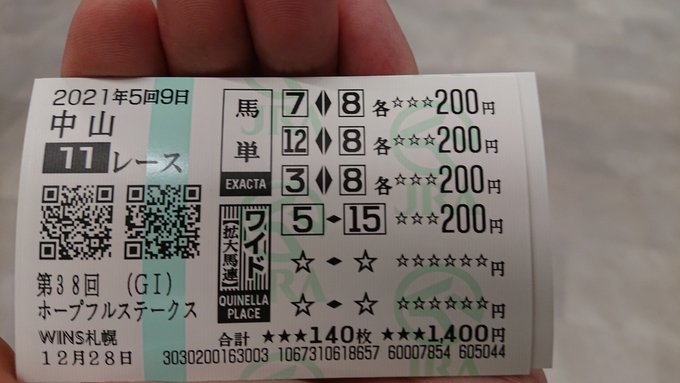 2021年5回9日
中山
11レース
第38回 (GI)
ホープフルステークス
WINS札幌
12月28日
馬単
EXACTA
7 ◀▶ 8 各☆☆☆200円
12 ◀▶ 8 各☆☆☆200円
3 ◀▶ 8 各☆☆☆200円
ワイド
【拡大馬連】
QUINELLA PLACE
5 - 15 ☆☆☆200円
☆ - ☆ ☆☆☆☆☆☆円
☆ - ☆ ☆☆☆☆☆☆円
合計 ★★★140枚 ★★★1,400円
3030200163003 1067310618657 60007854 605044
JRA
JRA
JRA